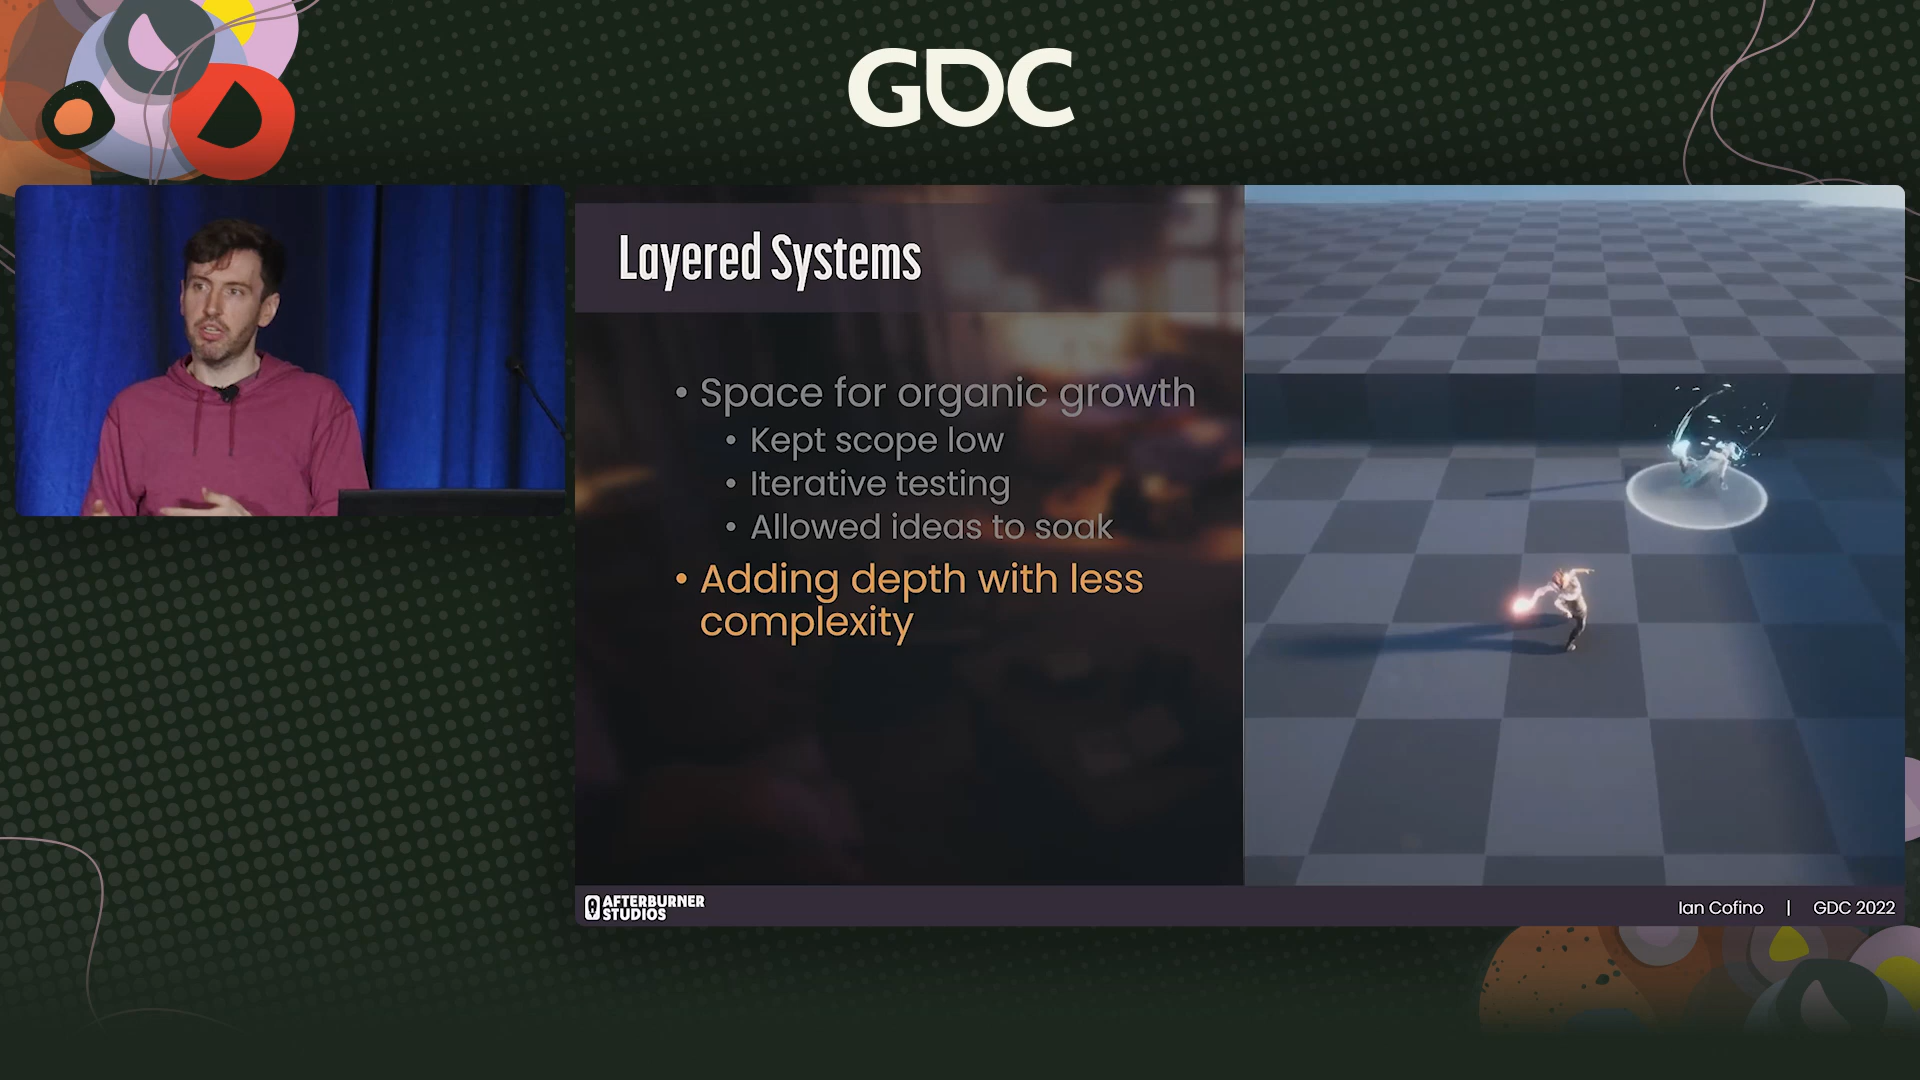 GDC
Layered Systems
• Space for organic growth
• Kept scope low
• Iterative testing
• Allowed ideas to soak
• Adding depth with less
complexity
AFTERBURNER
STUDIOS
Ian Cofino | GDC 2022